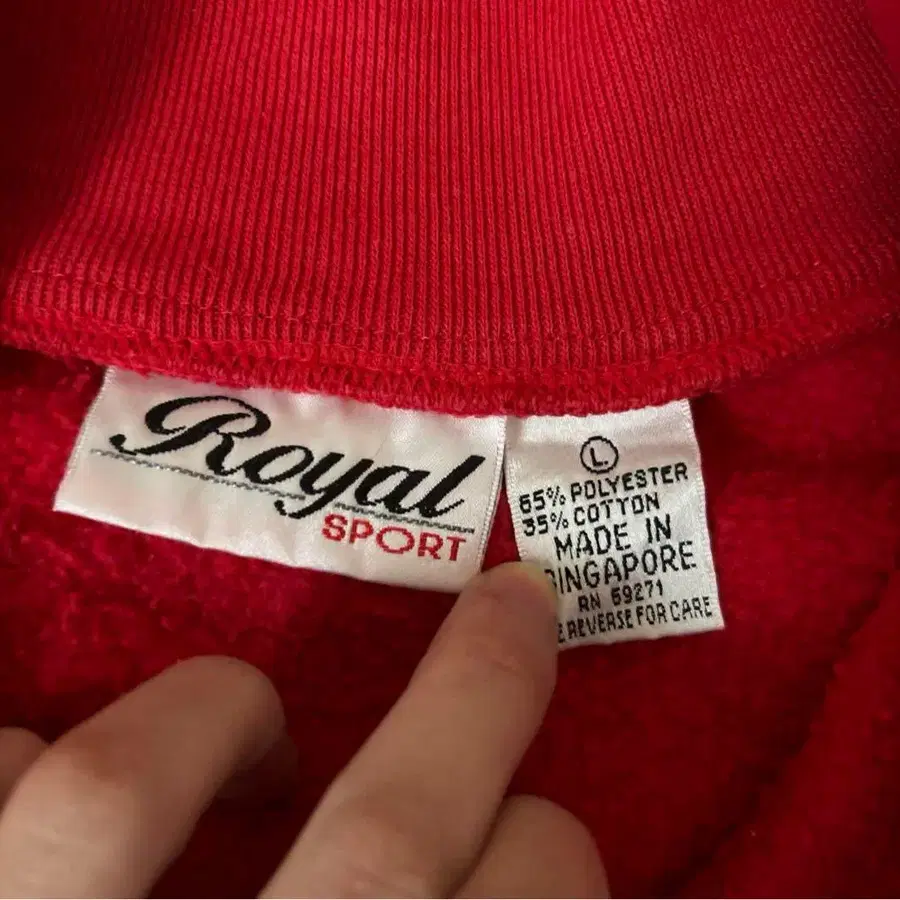 Royal
SPORT
L
65% POLYESTER
35% COTTON
MADE IN
SINGAPORE
RN 69271
REVERSE FOR CARE